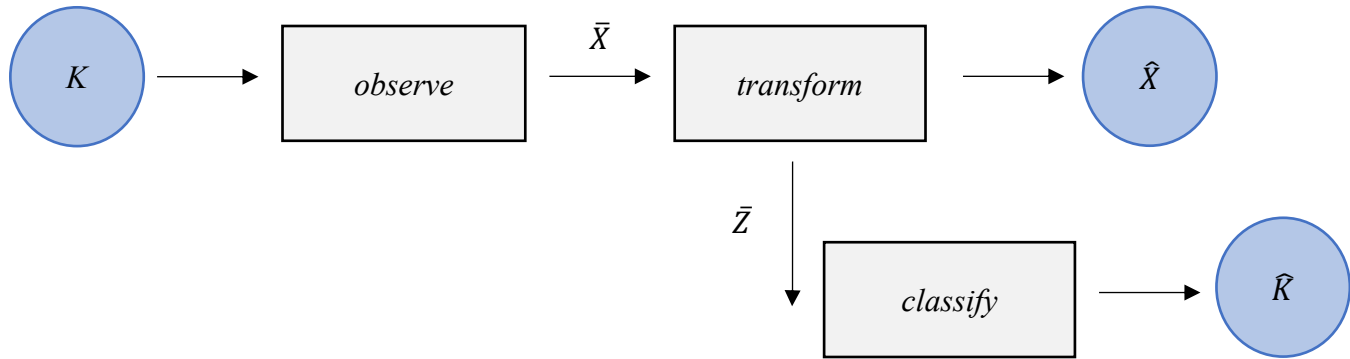 K
observe
X̄
transform
X̂
Z̄
classify
K̂